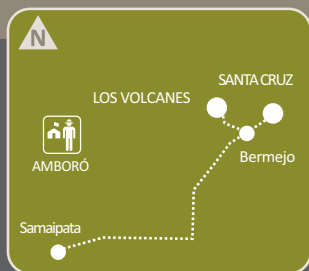 N
SANTA CRUZ
LOS VOLCANES
Bermejo
AMBORÓ
Samaipata